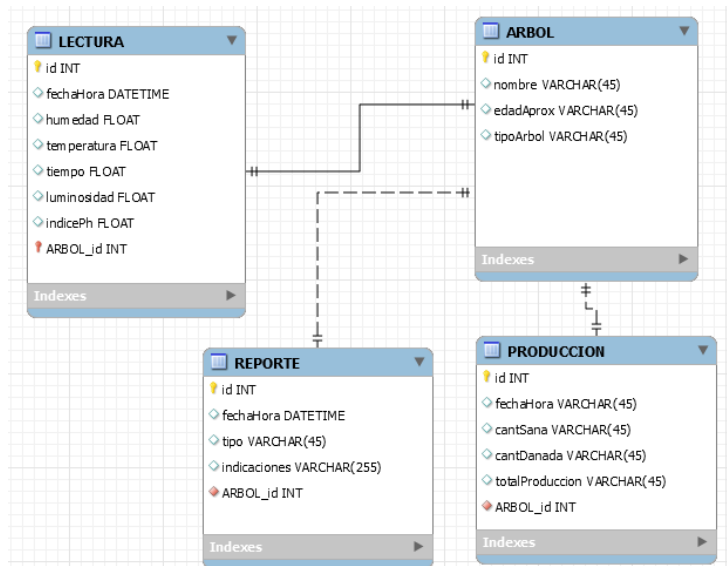 LECTURA
id INT
fechaHora DATETIME
humedad FLOAT
temperatura FLOAT
tiempo FLOAT
luminosidad FLOAT
indicePh FLOAT
ARBOL_id INT
Indexes
ARBOL
id INT
nombre VARCHAR(45)
edadAprox VARCHAR(45)
tipoArbol VARCHAR(45)
Indexes
REPORTE
id INT
fechaHora DATETIME
tipo VARCHAR(45)
indicaciones VARCHAR(255)
ARBOL_id INT
Indexes
PRODUCCION
id INT
fechaHora VARCHAR(45)
cantSana VARCHAR(45)
cantDanada VARCHAR(45)
totalProduccion VARCHAR(45)
ARBOL_id INT
Indexes